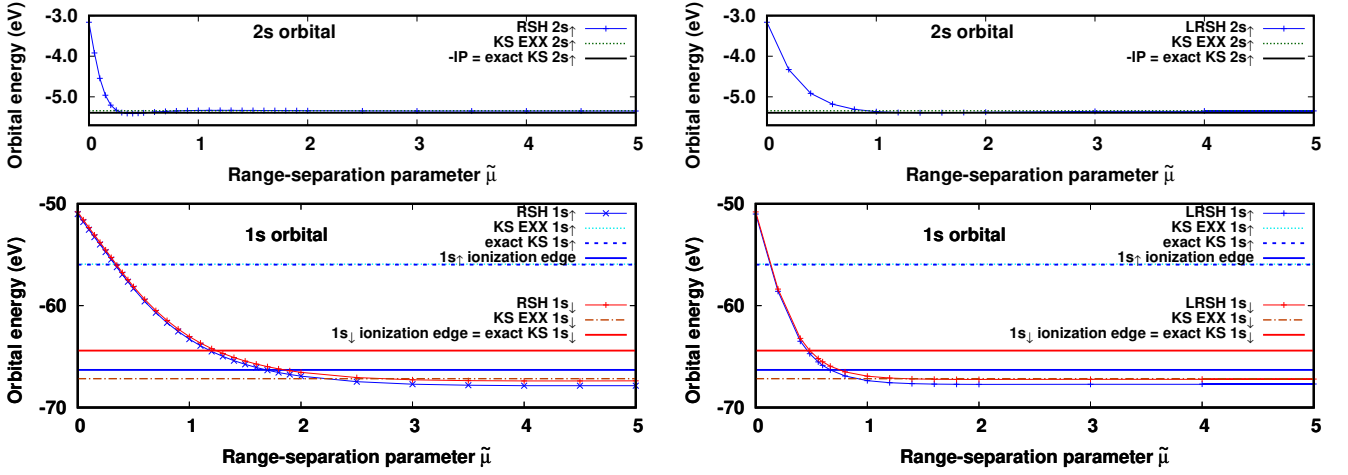 -3.0
-4.0
-5.0
Orbital energy (eV)
2s orbital
RSH 2s↑
KS EXX 2s↑
-IP = exact KS 2s↑
0 1 2 3 4 5
Range-separation parameter μ̃
-3.0
-4.0
-5.0
Orbital energy (eV)
2s orbital
LRSH 2s↑
KS EXX 2s↑
-IP = exact KS 2s↑
0 1 2 3 4 5
Range-separation parameter μ̃
-50
-60
-70
Orbital energy (eV)
1s orbital
RSH 1s↑
KS EXX 1s↑
exact KS 1s↑
1s↑ ionization edge
RSH 1s↓
KS EXX 1s↓
1s↓ ionization edge = exact KS 1s↓
0 1 2 3 4 5
Range-separation parameter μ̃
-50
-60
-70
Orbital energy (eV)
1s orbital
LRSH 1s↑
KS EXX 1s↑
exact KS 1s↑
1s↑ ionization edge
LRSH 1s↓
KS EXX 1s↓
1s↓ ionization edge = exact KS 1s↓
0 1 2 3 4 5
Range-separation parameter μ̃